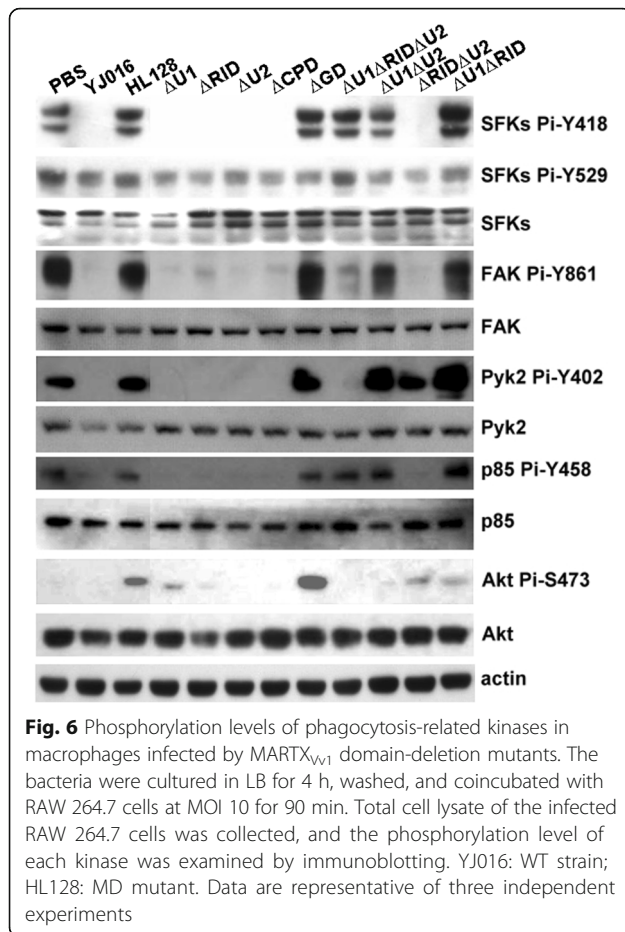 PBS YJ016 HL128 ΔU1 ΔRID ΔU2 ΔCPD ΔGD ΔU1ΔRIDΔU2 ΔU1ΔU2 ΔRIDΔU2 ΔU1ΔRID
SFKs Pi-Y418
SFKs Pi-Y529
SFKs
FAK Pi-Y861
FAK
Pyk2 Pi-Y402
Pyk2
p85 Pi-Y458
p85
Akt Pi-S473
Akt
actin
Fig. 6 Phosphorylation levels of phagocytosis-related kinases in
macrophages infected by MARTXVv1 domain-deletion mutants. The
bacteria were cultured in LB for 4 h, washed, and coincubated with
RAW 264.7 cells at MOI 10 for 90 min. Total cell lysate of the infected
RAW 264.7 cells was collected, and the phosphorylation level of
each kinase was examined by immunoblotting. YJ016: WT strain;
HL128: MD mutant. Data are representative of three independent
experiments